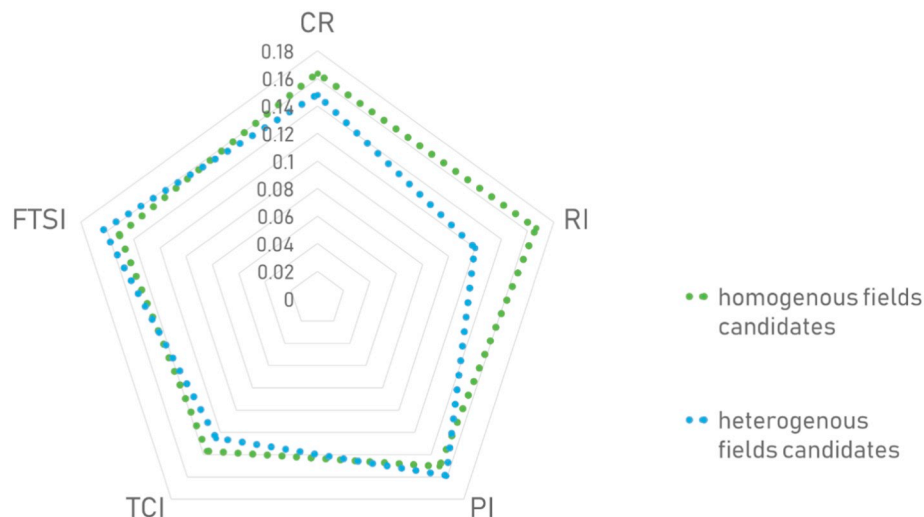 CR
0.18
0.16
0.14
0.12
0.1
0.08
0.06
0.04
0.02
0
FTSI
RI
TCI
PI
homogenous fields
candidates
heterogenous
fields candidates